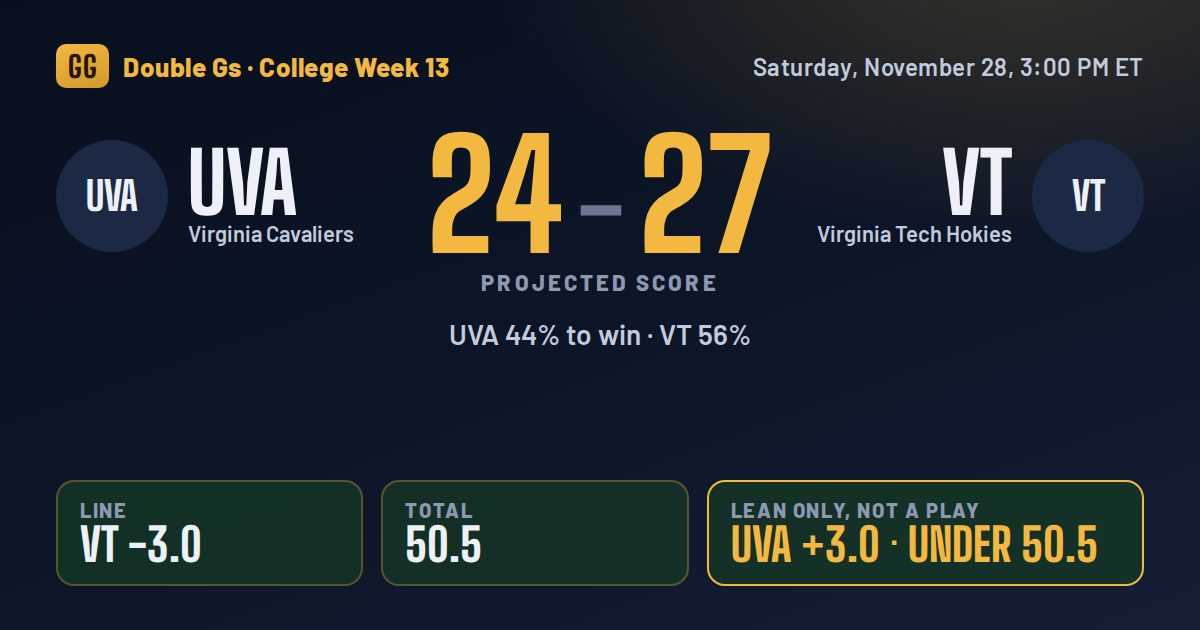 GG Double Gs · College Week 13
Saturday, November 28, 3:00 PM ET
UVA
UVA
Virginia Cavaliers
24 – 27
PROJECTED SCORE
UVA 44% to win · VT 56%
VT
Virginia Tech Hokies
VT
LINE
VT −3.0
TOTAL
50.5
LEAN ONLY, NOT A PLAY
UVA +3.0 · UNDER 50.5